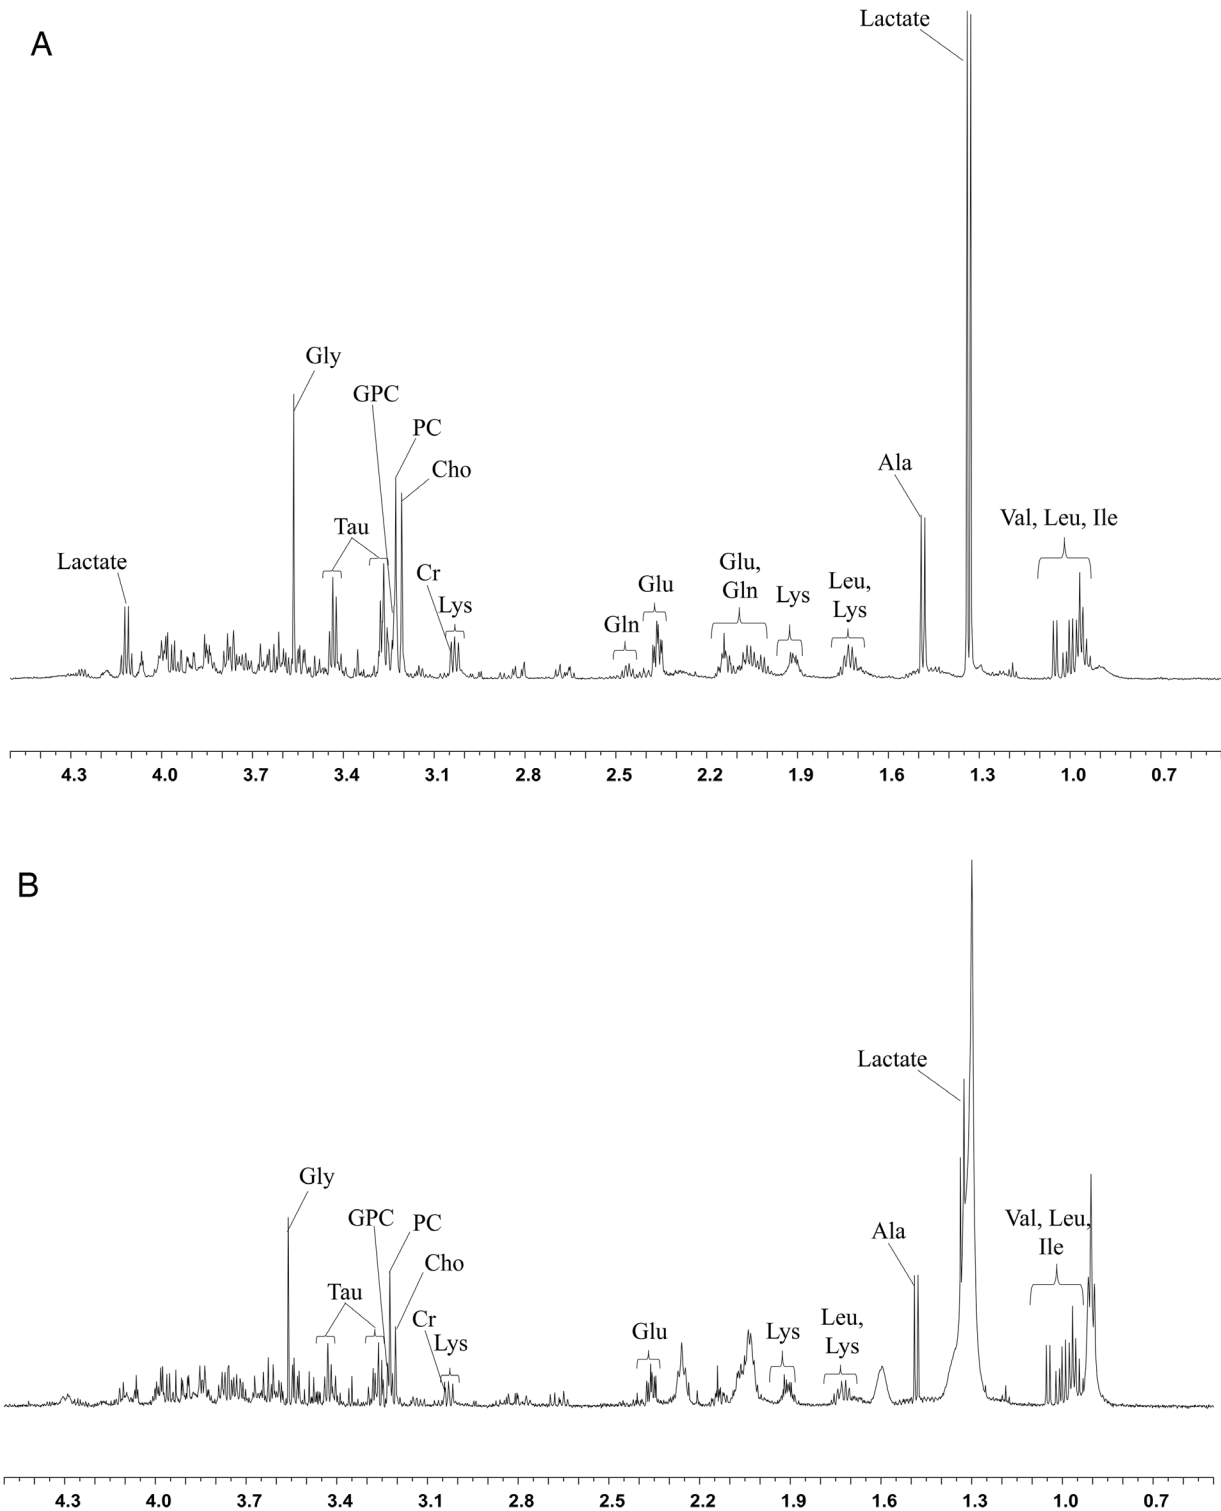 A
Lactate
Gly
GPC
PC
Cho
Ala
Val, Leu, Ile
Tau
Lactate
Cr
Lys
Gln
Glu
Glu,
Gln
Lys
Leu,
Lys
4.3 4.0 3.7 3.4 3.1 2.8 2.5 2.2 1.9 1.6 1.3 1.0 0.7
B
Lactate
Gly
GPC
PC
Cho
Ala
Val, Leu,
Ile
Tau
Cr
Lys
Glu
Lys
Leu,
Lys
4.3 4.0 3.7 3.4 3.1 2.8 2.5 2.2 1.9 1.6 1.3 1.0 0.7